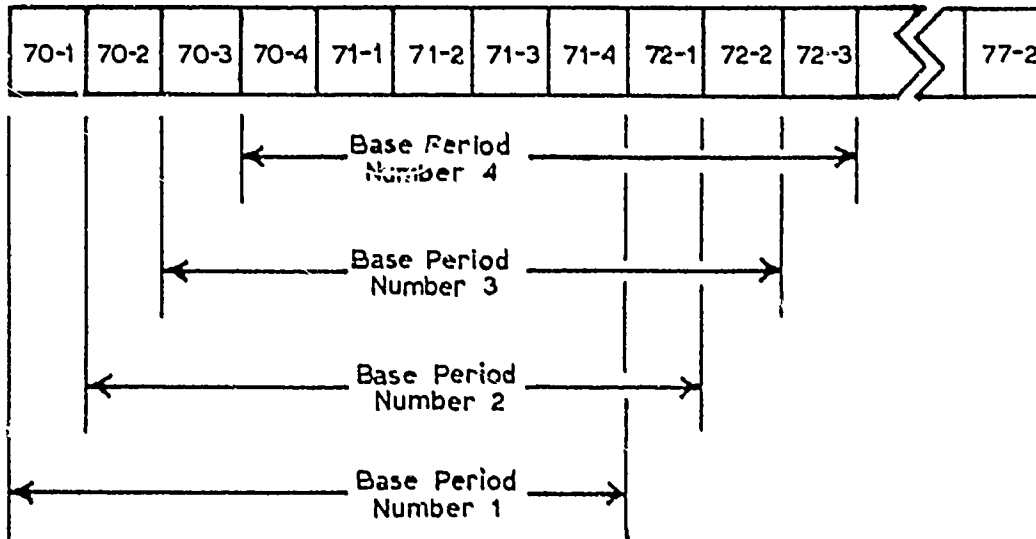 70-1 70-2 70-3 70-4 71-1 71-2 71-3 71-4 72-1 72-2 72-3 77-2
Base Period
Number 4
Base Period
Number 3
Base Period
Number 2
Base Period
Number 1